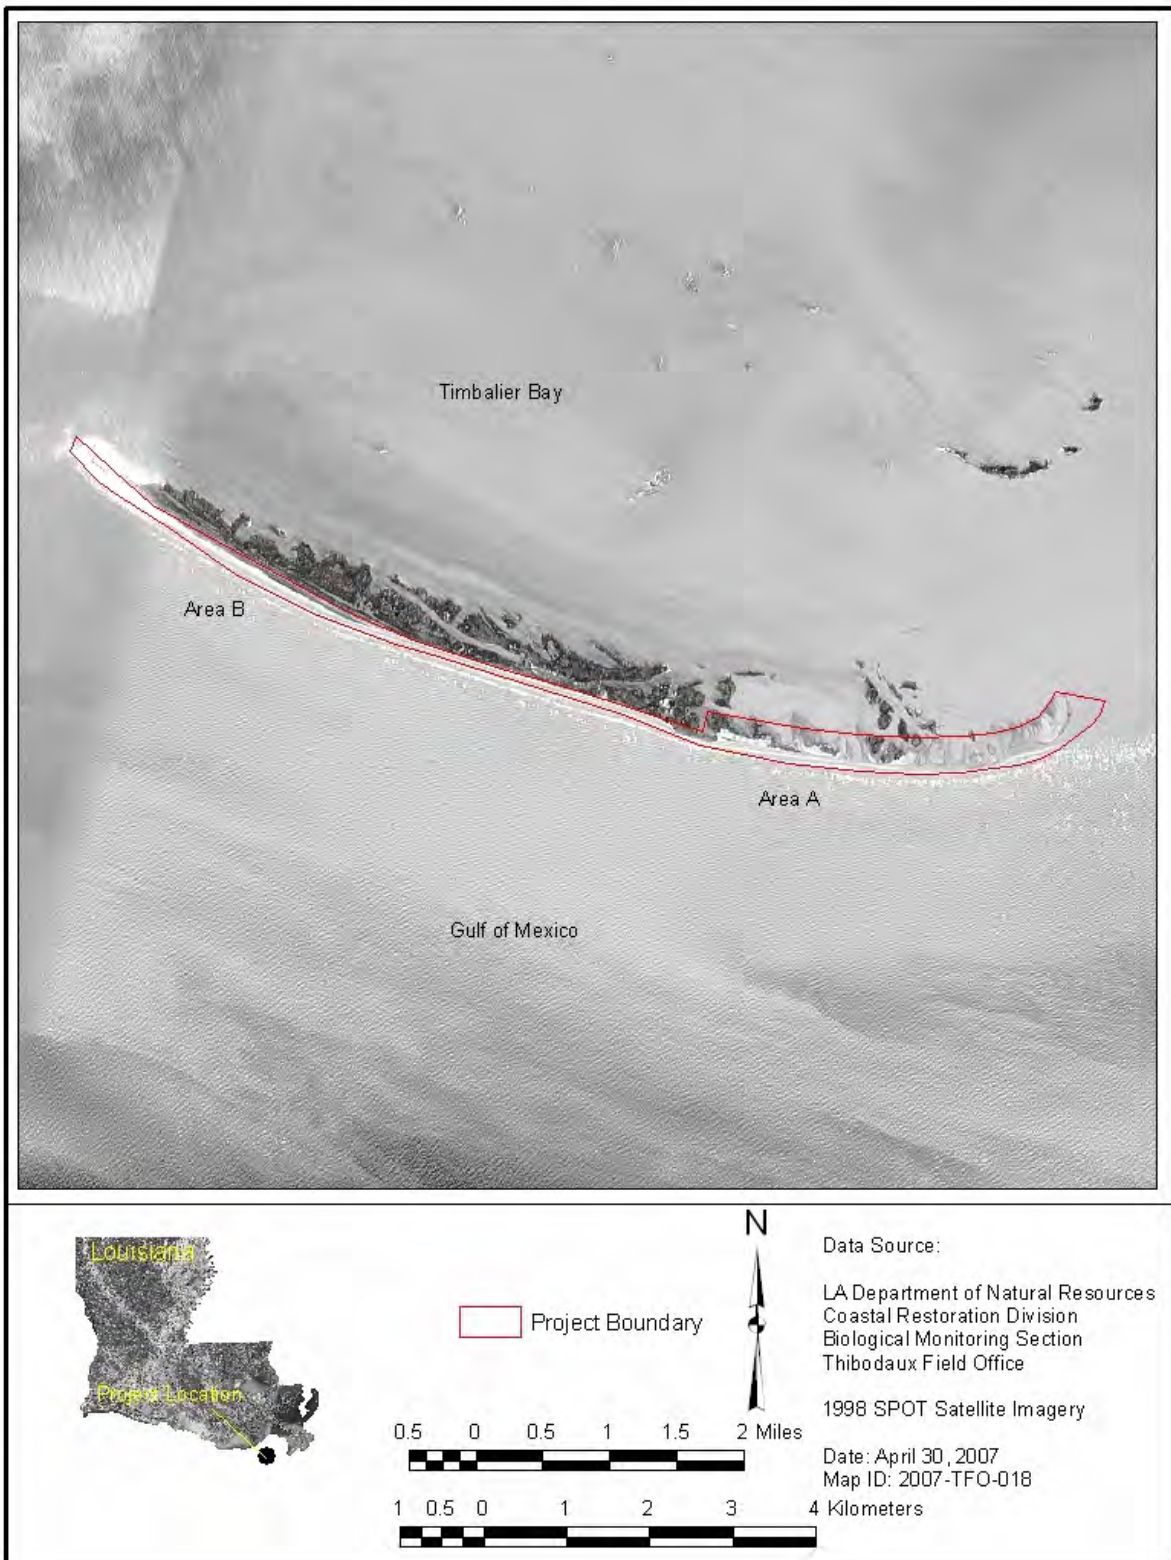 Timbalier Bay
Area B
Area A
Gulf of Mexico
Louisiana
Project Location
Project Boundary
N
0.5 0 0.5 1 1.5 2 Miles
1 0.5 0 1 2 3 4 Kilometers
Data Source:
LA Department of Natural Resources
Coastal Restoration Division
Biological Monitoring Section
Thibodaux Field Office
1998 SPOT Satellite Imagery
Date: April 30, 2007
Map ID: 2007-TFO-018